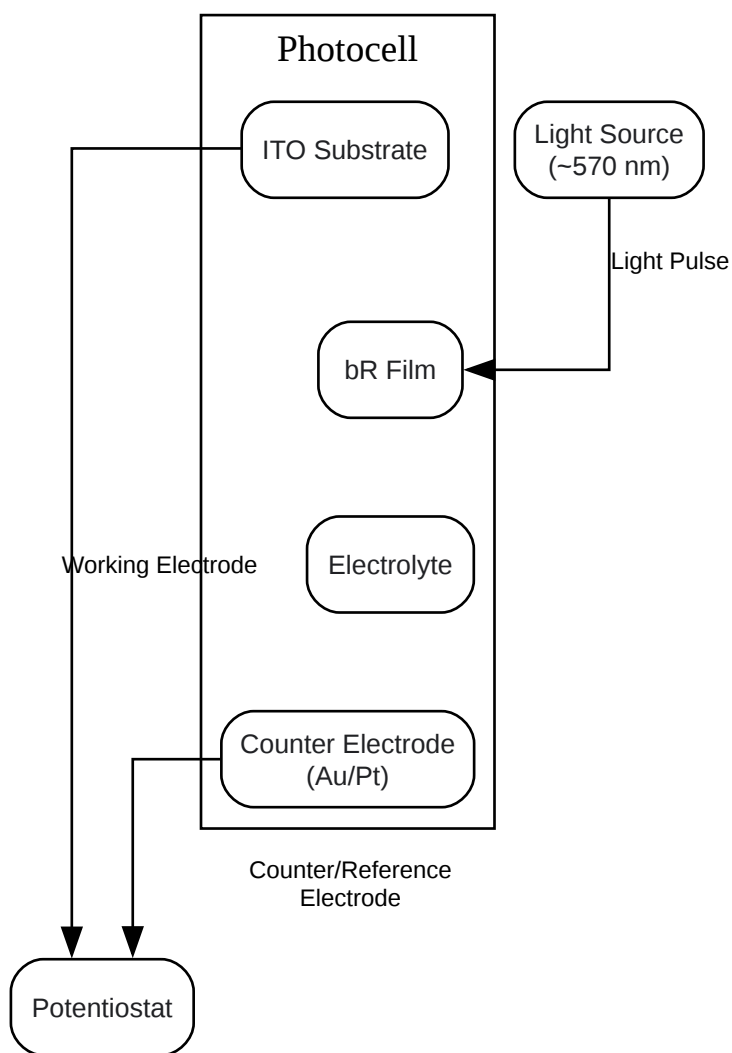 Photocell
ITO Substrate
Light Source
(~570 nm)
Light Pulse
bR Film
Working Electrode
Electrolyte
Counter Electrode
(Au/Pt)
Counter/Reference
Electrode
Potentiostat